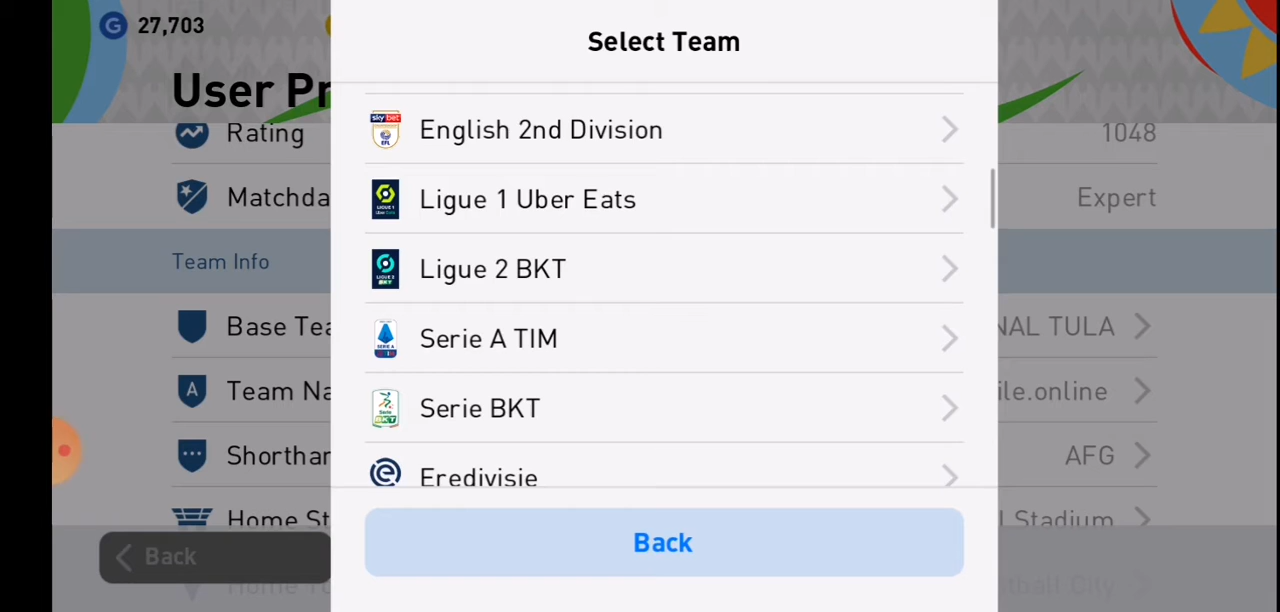 27,703
Select Team
User Pr
Rating
1048
English 2nd Division
Matchda
Expert
Ligue 1 Uber Eats
Team Info
Ligue 2 BKT
Base Tea
NAL TULA
Serie A TIM
Team Na
ile.online
Serie BKT
Shorthar
AFG
Eredivisie
Home St
l Stadium
Back
Back